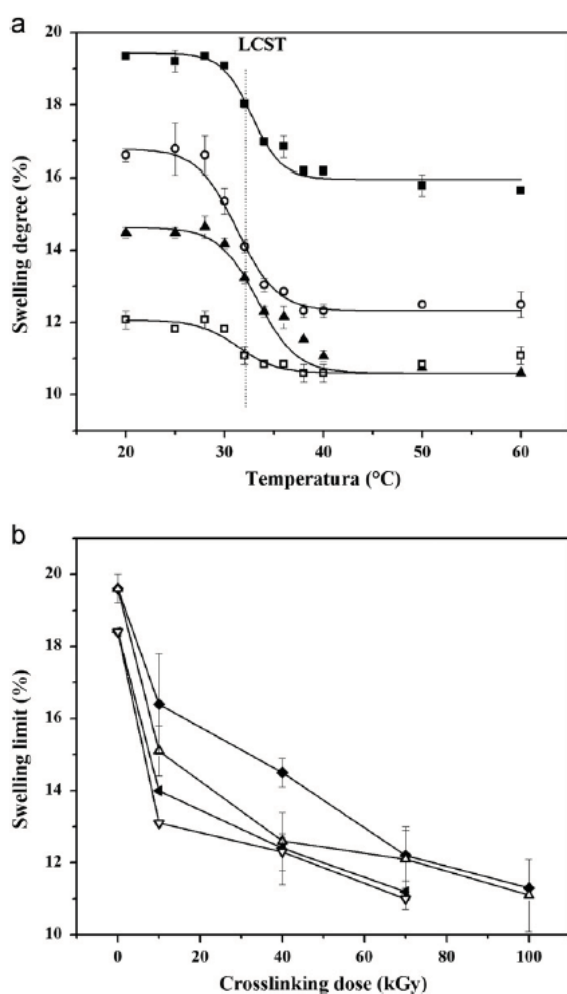 a
20
18
16
14
12
10
Swelling degree (%)
LCST
20 30 40 50 60
Temperatura (°C)
b
20
18
16
14
12
10
Swelling limit (%)
0 20 40 60 80 100
Crosslinking dose (kGy)